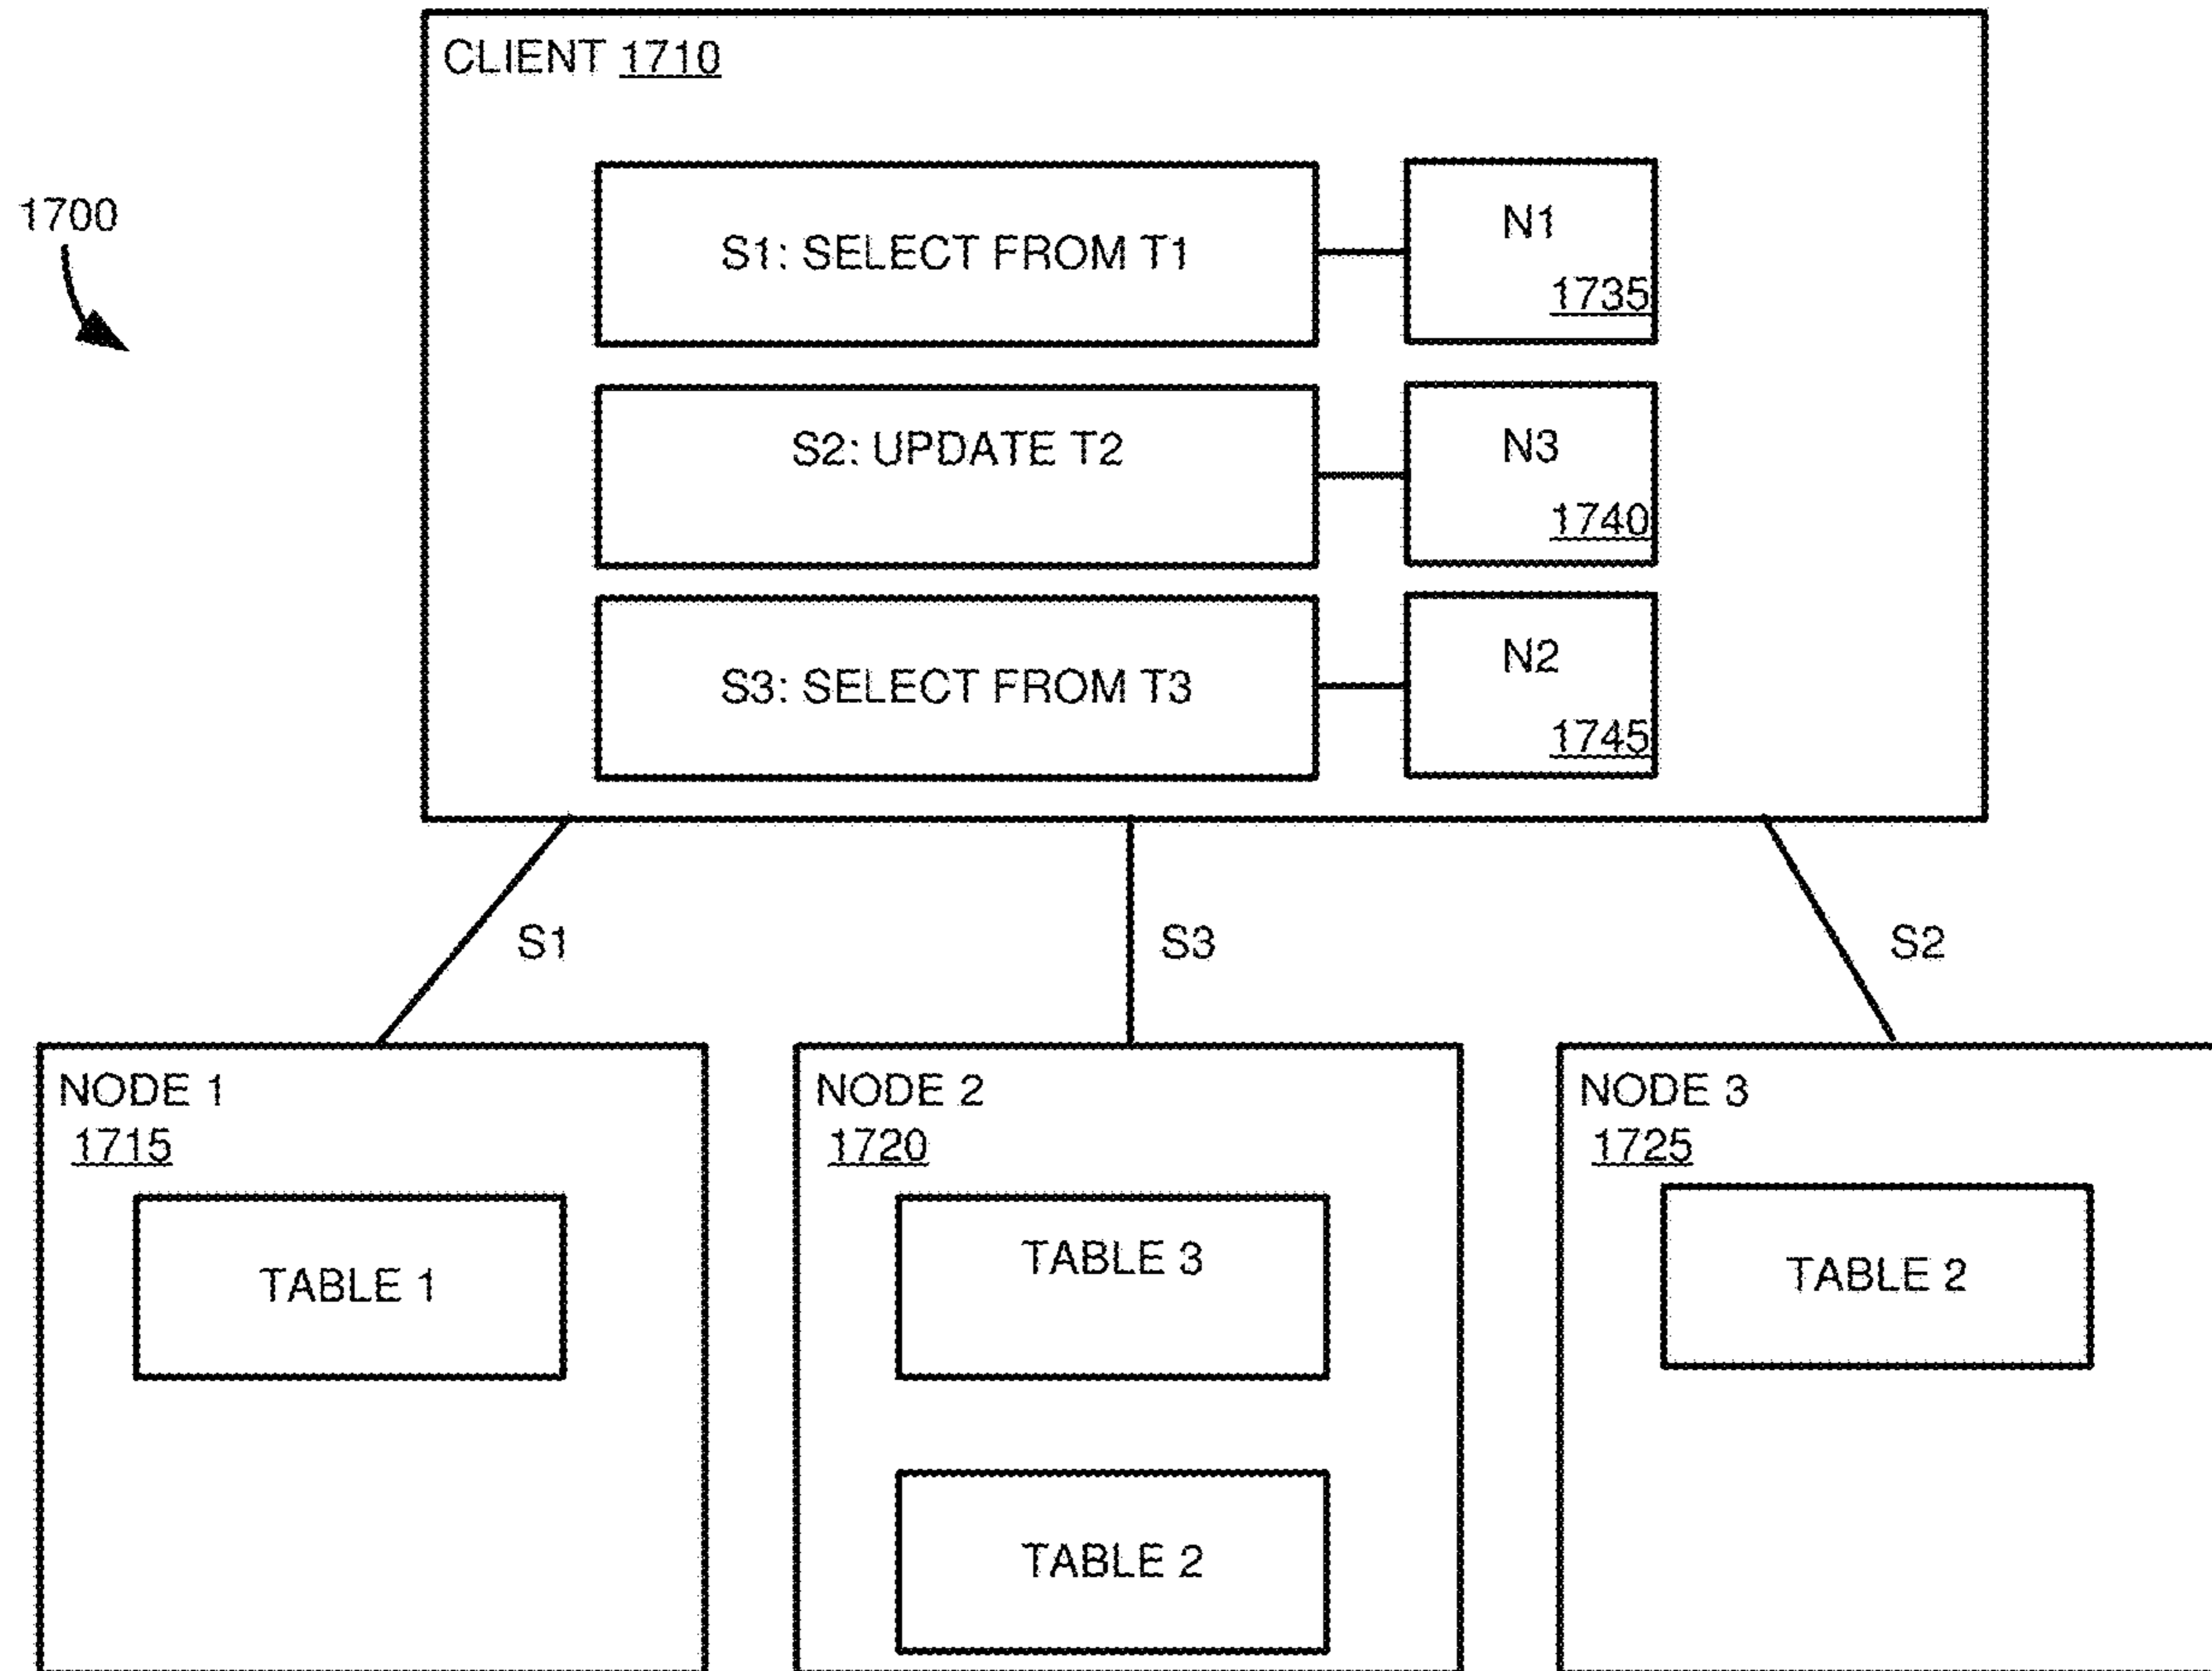 CLIENT 1710
1700
S1: SELECT FROM T1
N1
1735
S2: UPDATE T2
N3
1740
S3: SELECT FROM T3
N2
1745
S1
S3
S2
NODE 1
1715
TABLE 1
NODE 2
1720
TABLE 3
TABLE 2
NODE 3
1725
TABLE 2